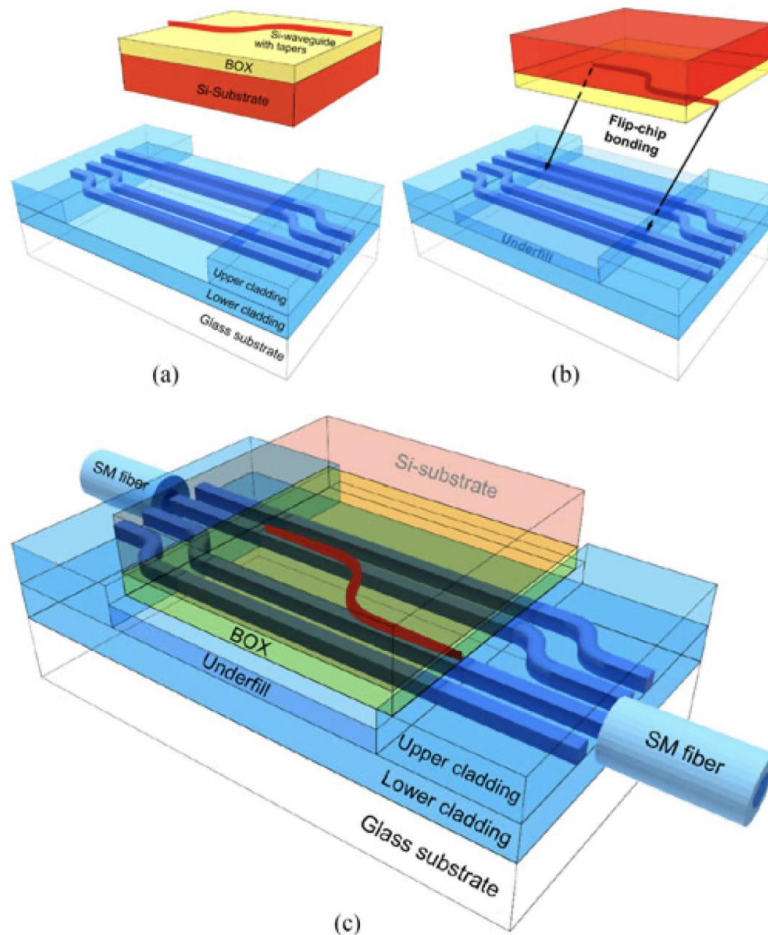 Si-waveguide
with tapers
BOX
Si-Substrate
Upper cladding
Lower cladding
Glass substrate
(a)
Flip-chip
bonding
Underfill
(b)
SM fiber
Si-substrate
BOX
Underfill
SM fiber
Upper cladding
Lower cladding
Glass substrate
(c)